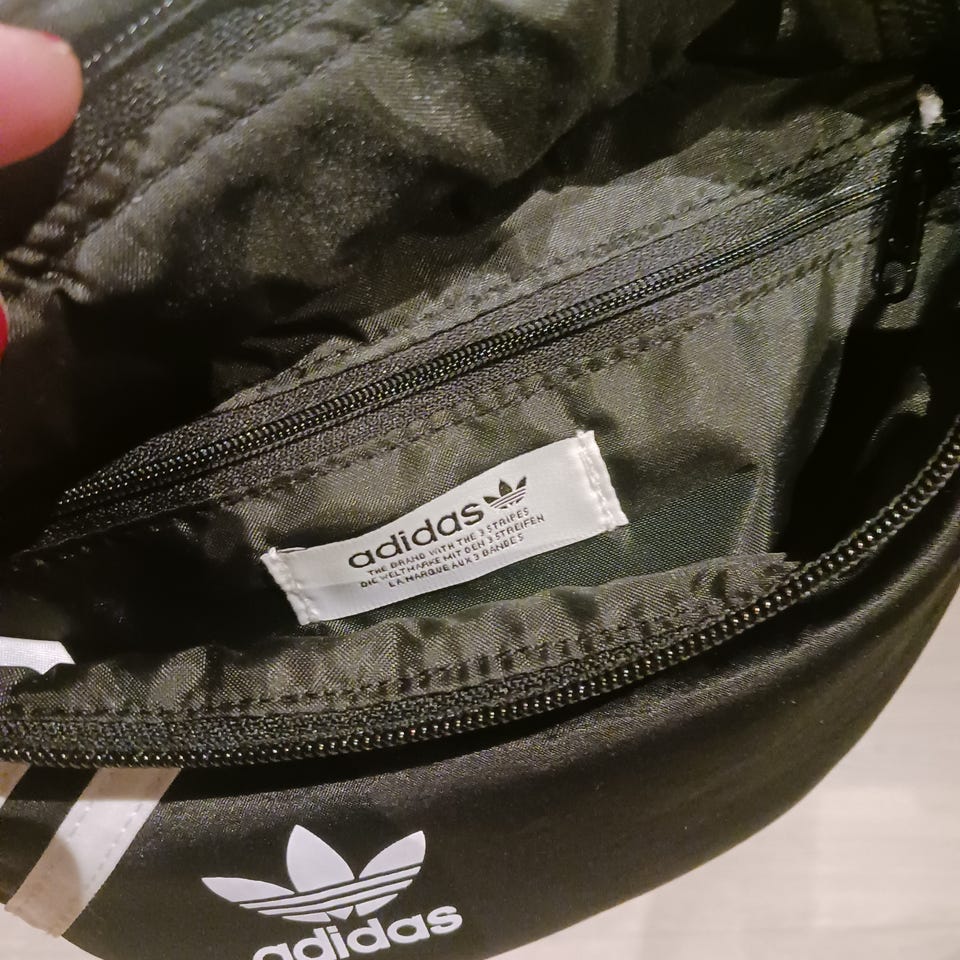 adidas
THE BRAND WITH THE 3 STRIPES
DIE WELTMARKE MIT DEN 3 STREIFEN
LA MARQUE AUX 3 BANDES
adidas